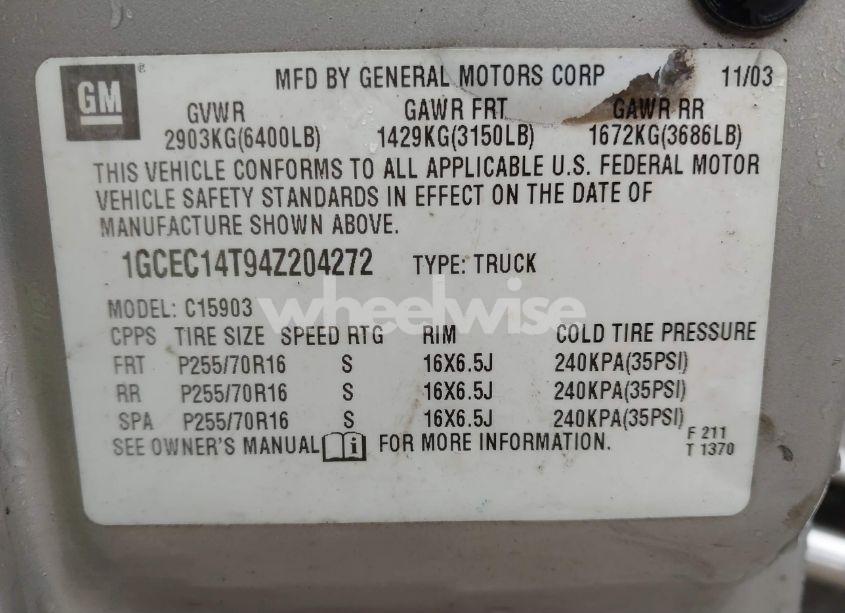 GM
®
MFD BY GENERAL MOTORS CORP 11/03
GVWR GAWR FRT GAWR RR
2903KG(6400LB) 1429KG(3150LB) 1672KG(3686LB)
THIS VEHICLE CONFORMS TO ALL APPLICABLE U.S. FEDERAL MOTOR
VEHICLE SAFETY STANDARDS IN EFFECT ON THE DATE OF
MANUFACTURE SHOWN ABOVE.
1GCEC14T94Z204272 TYPE: TRUCK
wheelwise
MODEL: C15903
CPPS TIRE SIZE SPEED RTG RIM COLD TIRE PRESSURE
FRT P255/70R16 S 16X6.5J 240KPA(35PSI)
RR P255/70R16 S 16X6.5J 240KPA(35PSI)
SPA P255/70R16 S 16X6.5J 240KPA(35PSI)
SEE OWNER'S MANUAL i FOR MORE INFORMATION.
F 211
T 1370